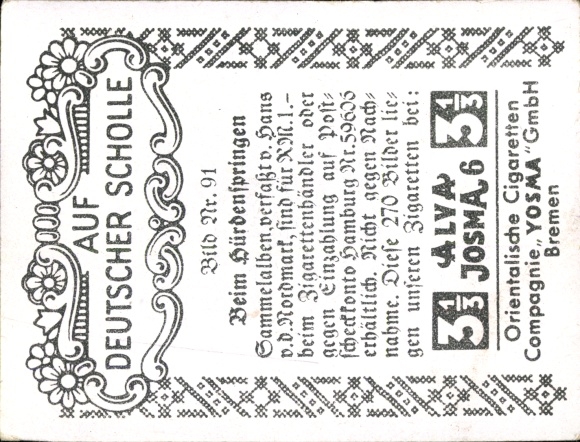 AUF
DEUTSCHER SCHOLLE
Bild Nr. 91
Beim Hürdenspringen
Sammelalben, verfaßt v. Hans
v. d. Nordmark, sind für RM. 1.–
beim Zigarettenhändler oder
gegen Einzahlung auf Post-
scheckkonto Hamburg Nr. 59605
erhältlich. Nicht gegen Nach-
nahme. Diese 270 Bilder lie-
gen unseren Zigaretten bei:
3 1/3 ALVA 3 1/3
JOSMA 6
Orientalische Cigaretten
Compagnie „YOSMA" GmbH
Bremen